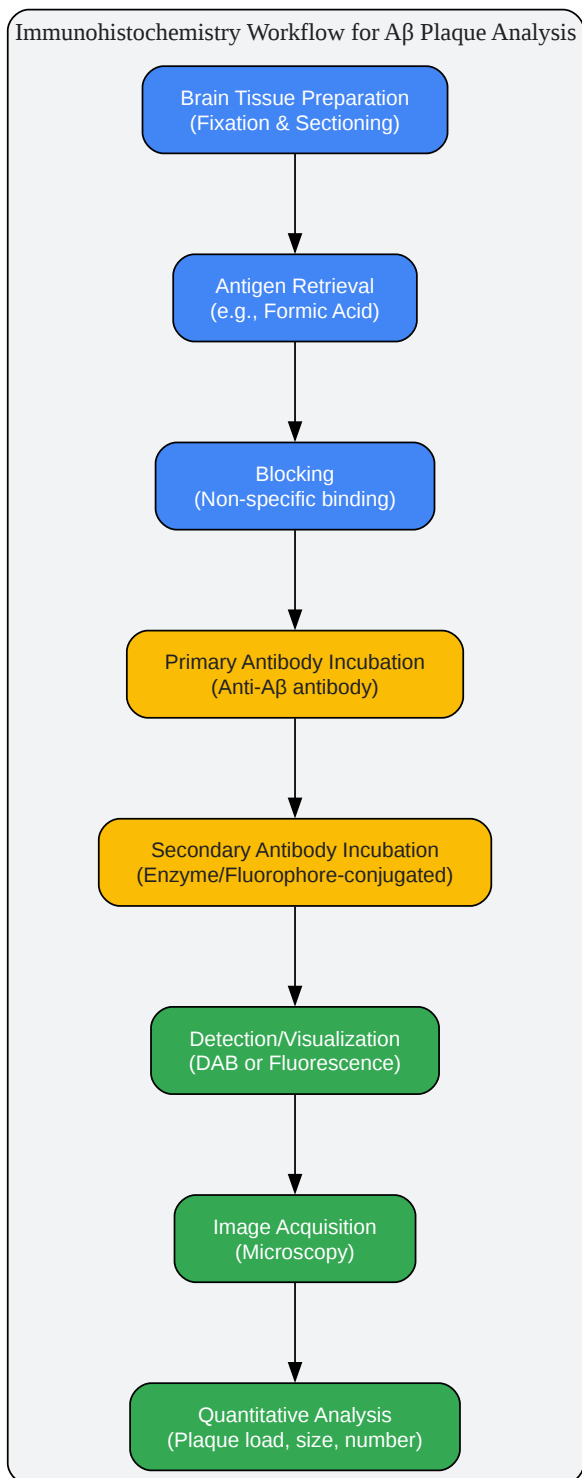 Immunohistochemistry Workflow for Aβ Plaque Analysis
Brain Tissue Preparation
(Fixation & Sectioning)
Antigen Retrieval
(e.g., Formic Acid)
Blocking
(Non-specific binding)
Primary Antibody Incubation
(Anti-Aβ antibody)
Secondary Antibody Incubation
(Enzyme/Fluorophore-conjugated)
Detection/Visualization
(DAB or Fluorescence)
Image Acquisition
(Microscopy)
Quantitative Analysis
(Plaque load, size, number)